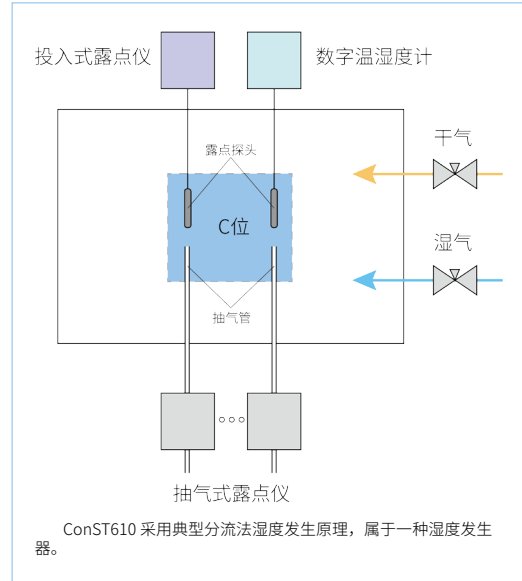 投入式露点仪
数字温湿度计
露点探头
干气
C位
湿气
抽气管
抽气式露点仪
ConST610 采用典型分流法湿度发生原理，属于一种湿度发生
器。